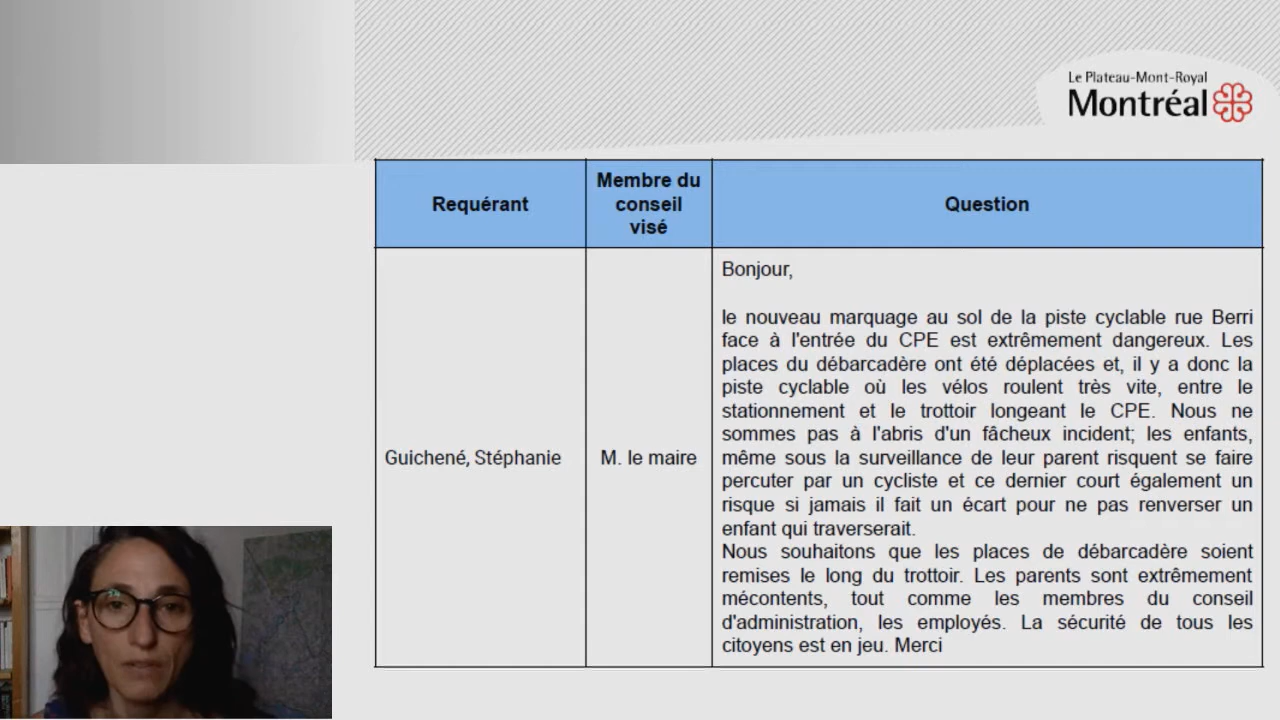 Le Plateau-Mont-Royal
Montréal
Requérant
Membre du
conseil
visé
Question
Guichené, Stéphanie
M. le maire
Bonjour,
le nouveau marquage au sol de la piste cyclable rue Berri
face à l'entrée du CPE est extrêmement dangereux. Les
places du débarcadère ont été déplacées et, il y a donc la
piste cyclable où les vélos roulent très vite, entre le
stationnement et le trottoir longeant le CPE. Nous ne
sommes pas à l'abris d'un fâcheux incident; les enfants,
même sous la surveillance de leur parent risquent se faire
percuter par un cycliste et ce dernier court également un
risque si jamais il fait un écart pour ne pas renverser un
enfant qui traverserait.
Nous souhaitons que les places de débarcadère soient
remises le long du trottoir. Les parents sont extrêmement
mécontents, tout comme les membres du conseil
d'administration, les employés. La sécurité de tous les
citoyens est en jeu. Merci